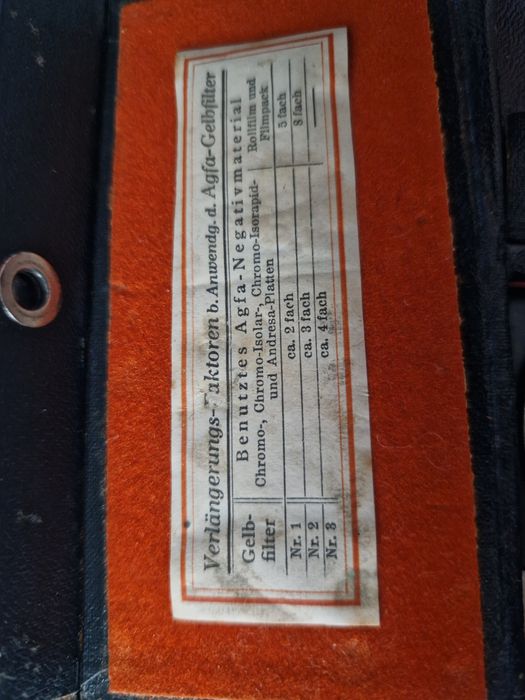 Verlängerungs-Faktoren b. Anwendg. d. Agfa-Gelbfilter
Gelb-
filter
Benutztes Agfa-Negativmaterial
Chromo-, Chromo-Isolar-, Chromo-Isorapid-
und Andresa-Platten
Rollfilm und
Filmpack
Nr. 1 ca. 2 fach 5 fach
Nr. 2 ca. 3 fach 8 fach
Nr. 3 ca. 4 fach —